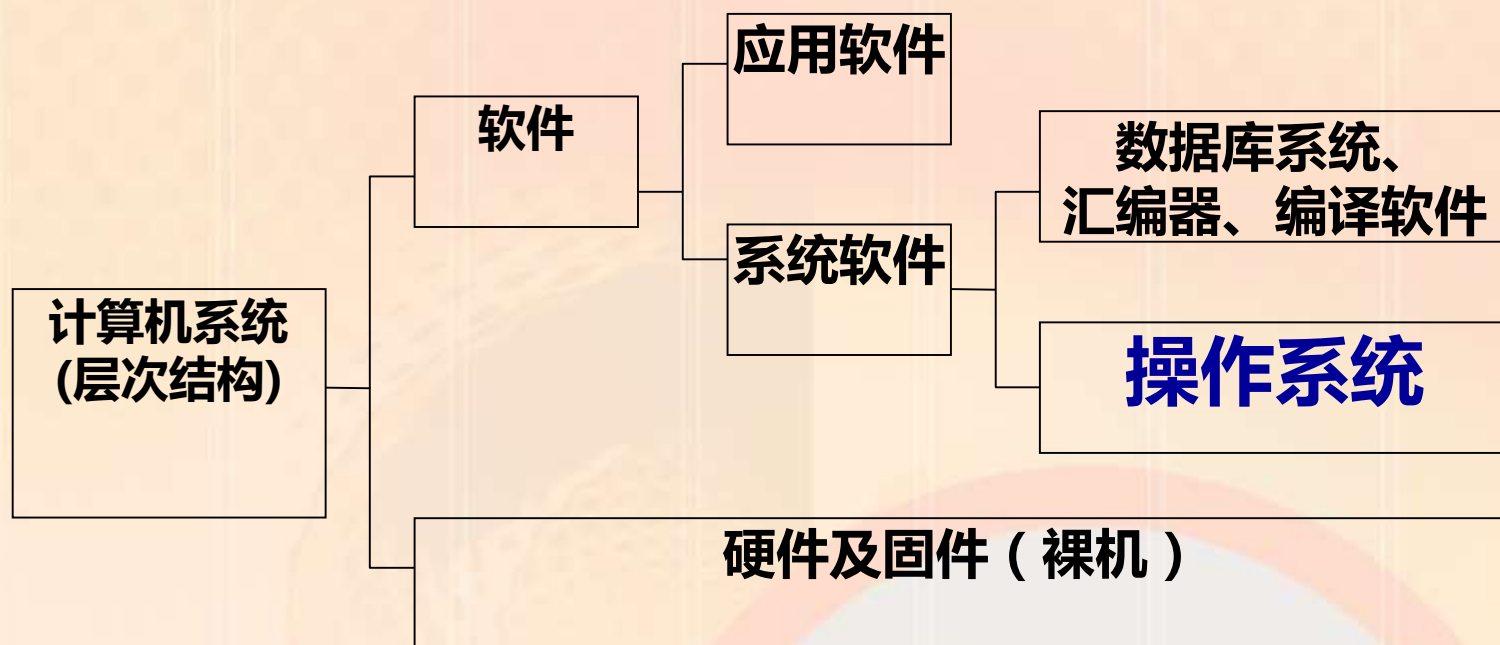 应用软件
软件
数据库系统、
汇编器、编译软件
系统软件
计算机系统
(层次结构)
操作系统
硬件及固件（裸机）